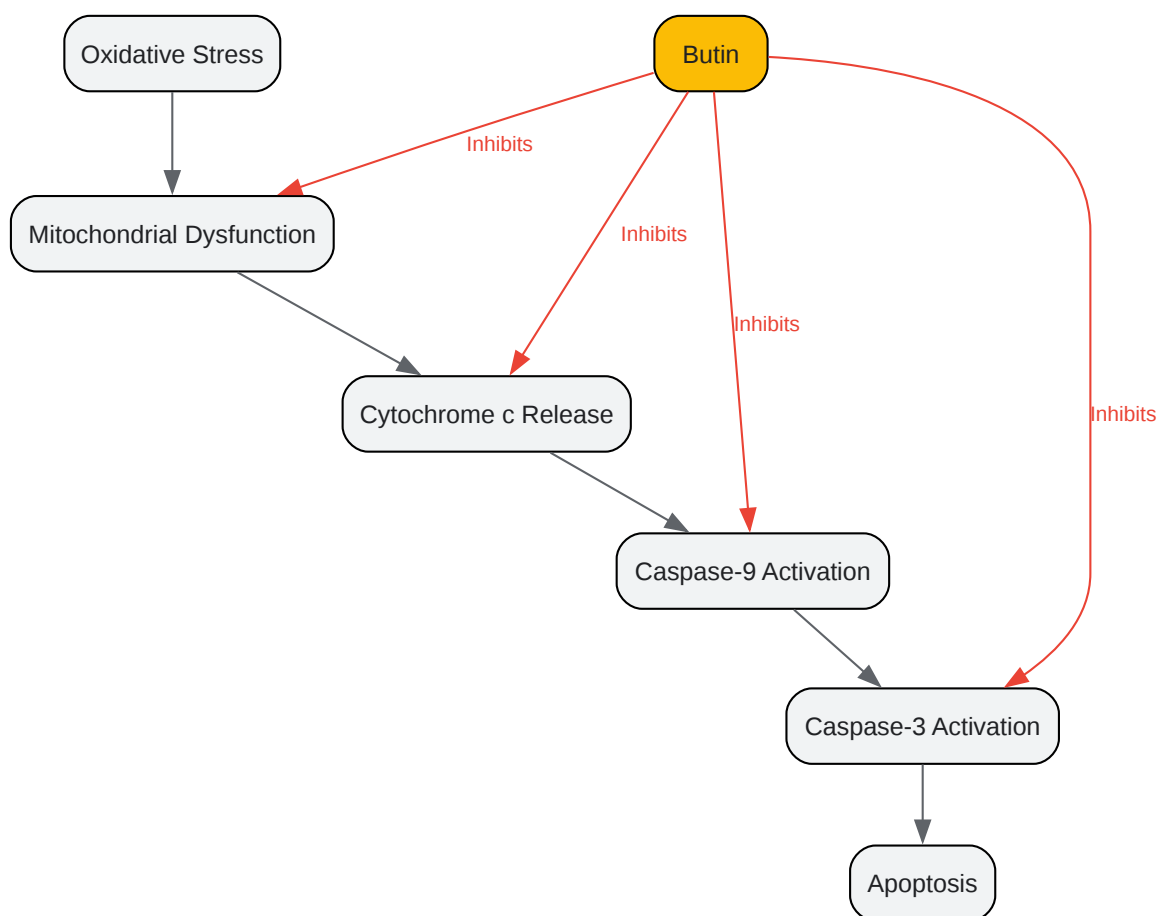 Oxidative Stress
Butin
Inhibits
Mitochondrial Dysfunction
Inhibits
Inhibits
Cytochrome c Release
Inhibits
Caspase-9 Activation
Caspase-3 Activation
Apoptosis